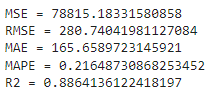 MSE = 78815.18331580858
RMSE = 280.74041981127084
MAE = 165.6589723145921
MAPE = 0.21648730868253452
R2 = 0.8864136122418197